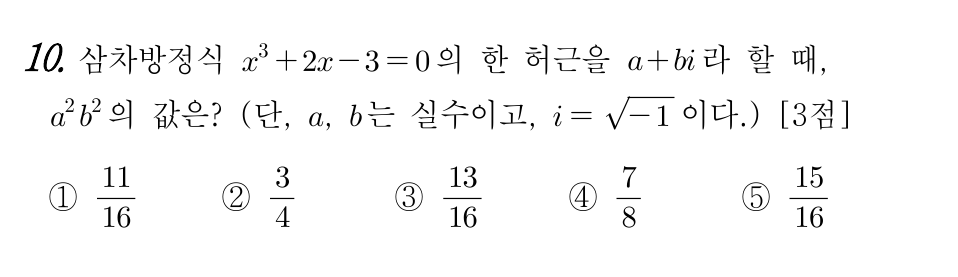 10. 삼차방정식 x³+2x-3=0의 한 허근을 a+bi라 할 때,
a²b²의 값은? (단, a, b는 실수이고, i=√-1 이다.) [3점]
① 11/16 ② 3/4 ③ 13/16 ④ 7/8 ⑤ 15/16